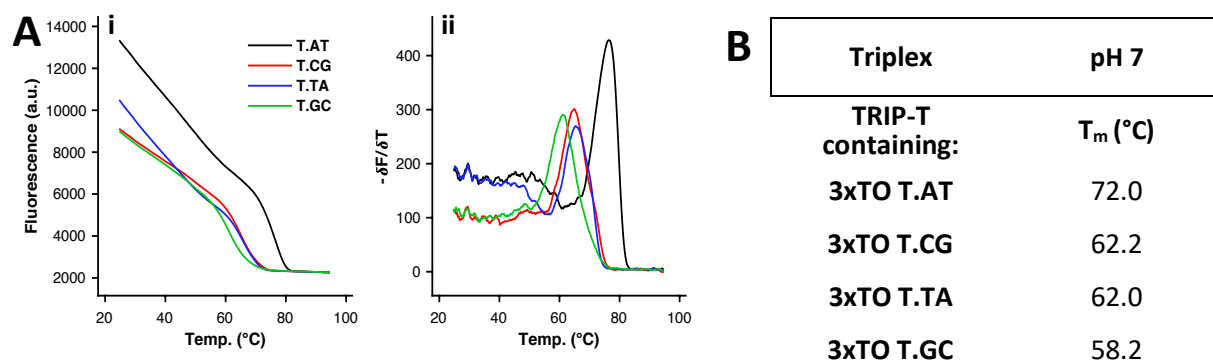 A
i
Fluorescence (a.u.)
14000
12000
10000
8000
6000
4000
2000
T.AT
T.CG
T.TA
T.GC
20 40 60 80 100
Temp. (°C)
ii
- δF/δT
400
300
200
100
0
20 40 60 80 100
Temp. (°C)
B
Triplex pH 7
TRIP-T
containing: Tm (°C)
3xTO T.AT 72.0
3xTO T.CG 62.2
3xTO T.TA 62.0
3xTO T.GC 58.2